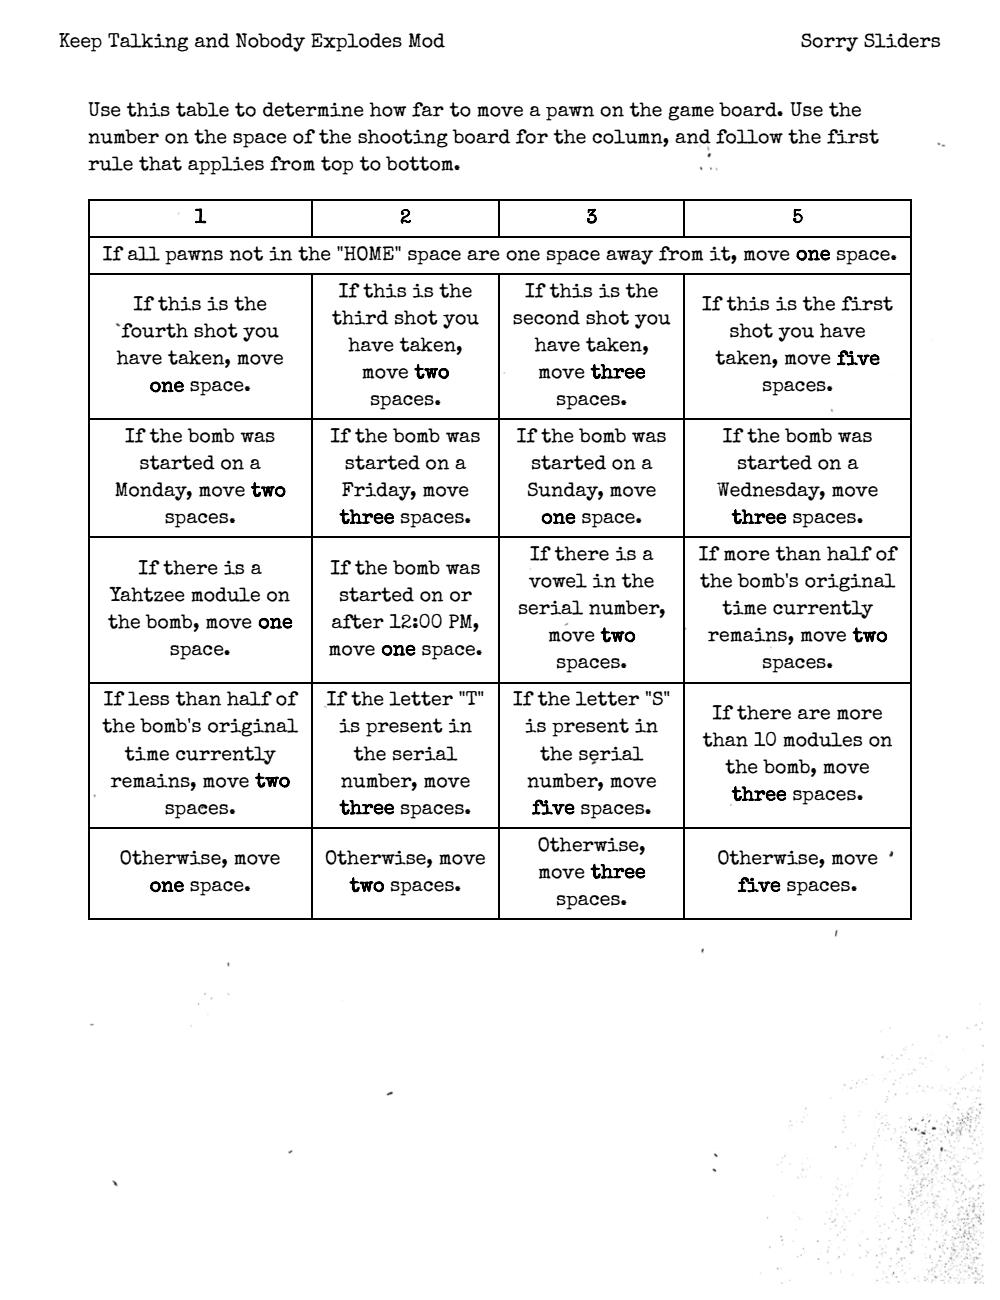 Keep Talking and Nobody Explodes Mod
Sorry Sliders
Use this table to determine how far to move a pawn on the game board. Use the
number on the space of the shooting board for the column, and follow the first
rule that applies from top to bottom.
1
2
3
5
If all pawns not in the "HOME" space are one space away from it, move one space.
If this is the
fourth shot you
have taken, move
one space.
If this is the
third shot you
have taken,
move two
spaces.
If this is the
second shot you
have taken,
move three
spaces.
If this is the first
shot you have
taken, move five
spaces.
If the bomb was
started on a
Monday, move two
spaces.
If the bomb was
started on a
Friday, move
three spaces.
If the bomb was
started on a
Sunday, move
one space.
If the bomb was
started on a
Wednesday, move
three spaces.
If there is a
Yahtzee module on
the bomb, move one
space.
If the bomb was
started on or
after 12:00 PM,
move one space.
If there is a
vowel in the
serial number,
move two
spaces.
If more than half of
the bomb's original
time currently
remains, move two
spaces.
If less than half of
the bomb's original
time currently
remains, move two
spaces.
If the letter "T"
is present in
the serial
number, move
three spaces.
If the letter "S"
is present in
the serial
number, move
five spaces.
If there are more
than 10 modules on
the bomb, move
three spaces.
Otherwise, move
one space.
Otherwise, move
two spaces.
Otherwise,
move three
spaces.
Otherwise, move
five spaces.